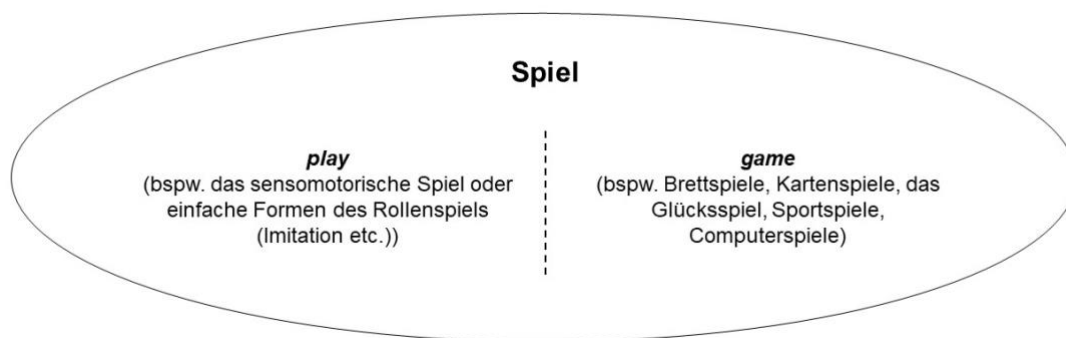 Spiel
play
(bspw. das sensomotorische Spiel oder
einfache Formen des Rollenspiels
(Imitation etc.))
game
(bspw. Brettspiele, Kartenspiele, das
Glücksspiel, Sportspiele,
Computerspiele)